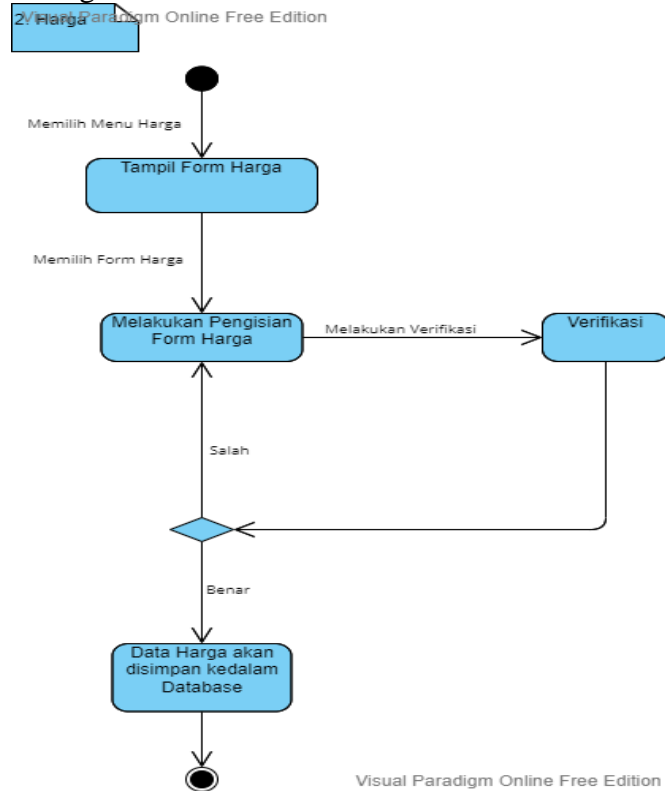 2. Harga
Visual Paradigm Online Free Edition
Memilih Menu Harga
Tampil Form Harga
Memilih Form Harga
Melakukan Pengisian
Form Harga
Melakukan Verifikasi
Verifikasi
Salah
Benar
Data Harga akan
disimpan kedalam
Database
Visual Paradigm Online Free Edition